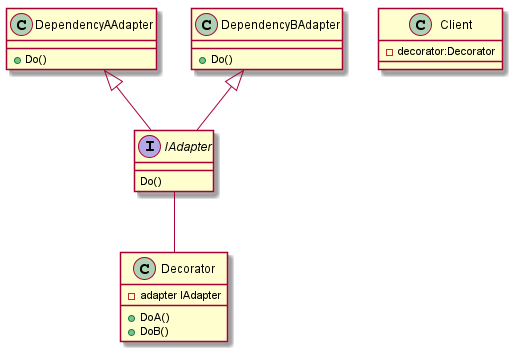 C DependencyAAdapter
Do()
C DependencyBAdapter
Do()
C Client
decorator:Decorator
I IAdapter
Do()
C Decorator
adapter IAdapter
DoA()
DoB()